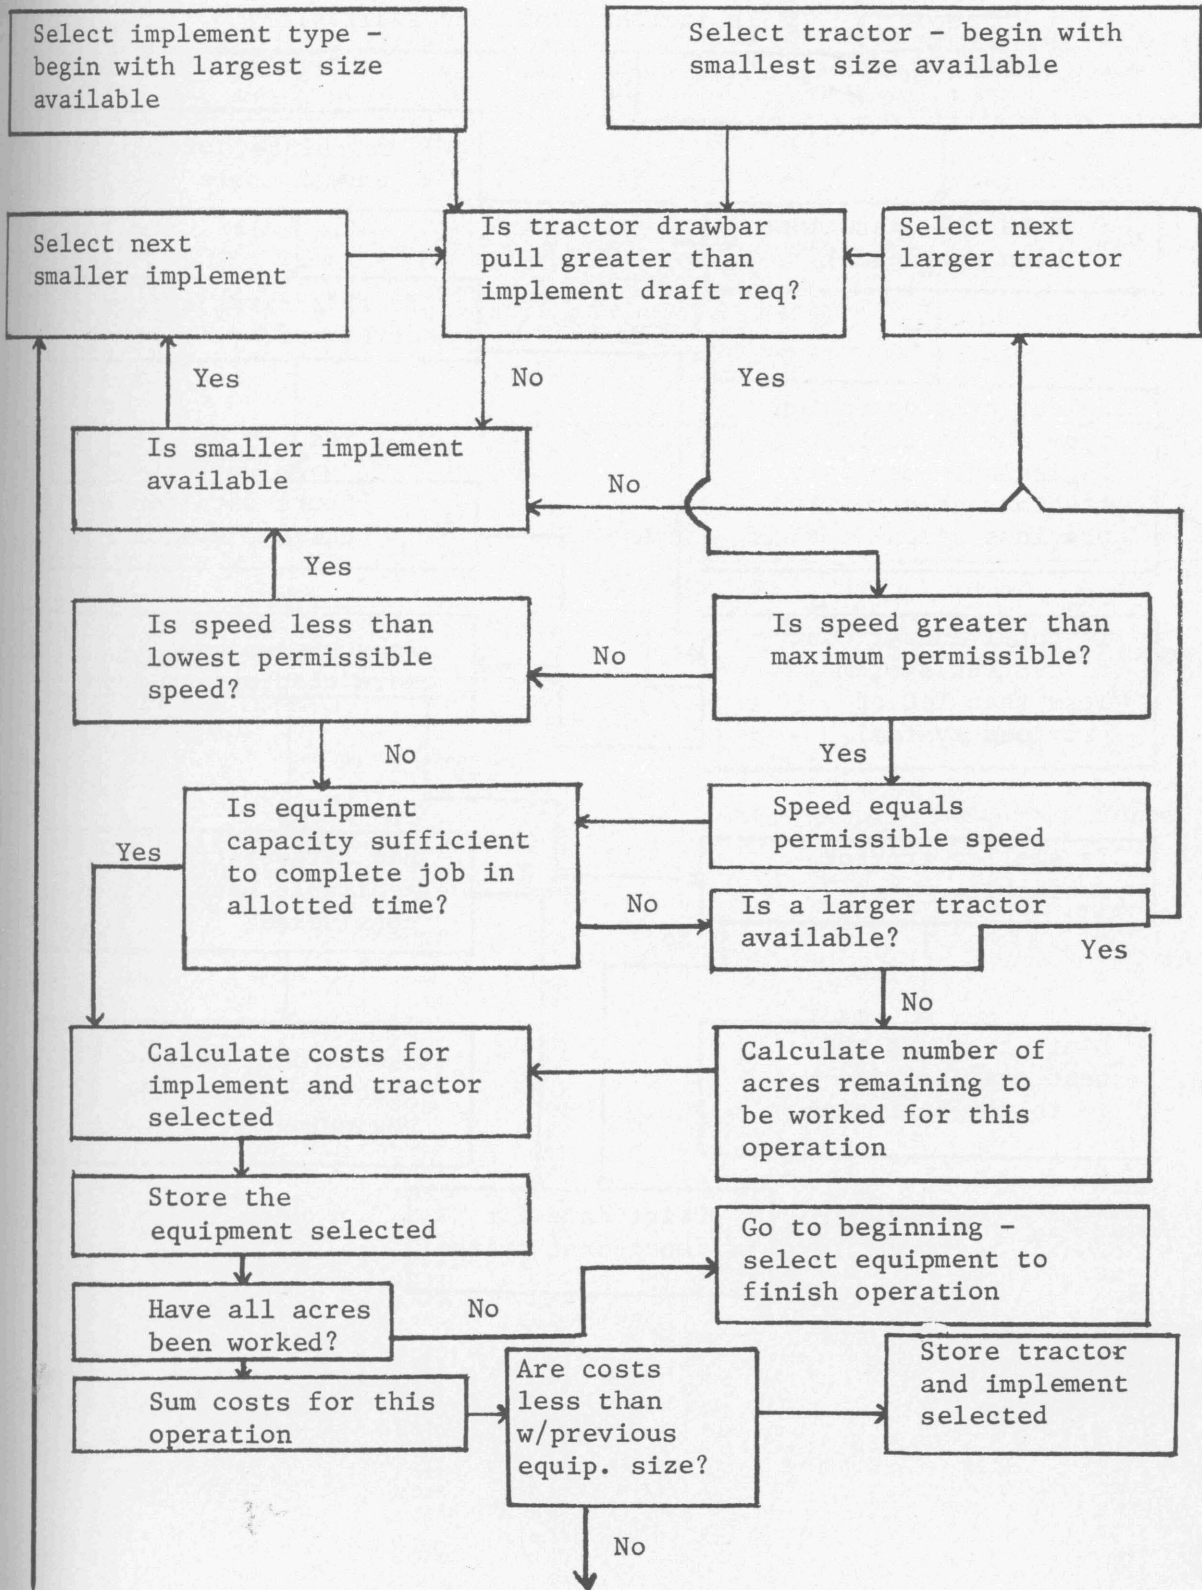 Select implement type -
begin with largest size
available
Select tractor - begin with
smallest size available
Select next
smaller implement
Is tractor drawbar
pull greater than
implement draft req?
Select next
larger tractor
Yes
No
Yes
Is smaller implement
available
No
Yes
Is speed less than
lowest permissible
speed?
No
Is speed greater than
maximum permissible?
No
Yes
Is equipment
capacity sufficient
to complete job in
allotted time?
Speed equals
permissible speed
Yes
No
Is a larger tractor
available?
Yes
No
Calculate costs for
implement and tractor
selected
Calculate number of
acres remaining to
be worked for this
operation
Store the
equipment selected
Go to beginning -
select equipment to
finish operation
Have all acres
been worked?
No
Sum costs for this
operation
Are costs
less than
w/previous
equip. size?
Store tractor
and implement
selected
No